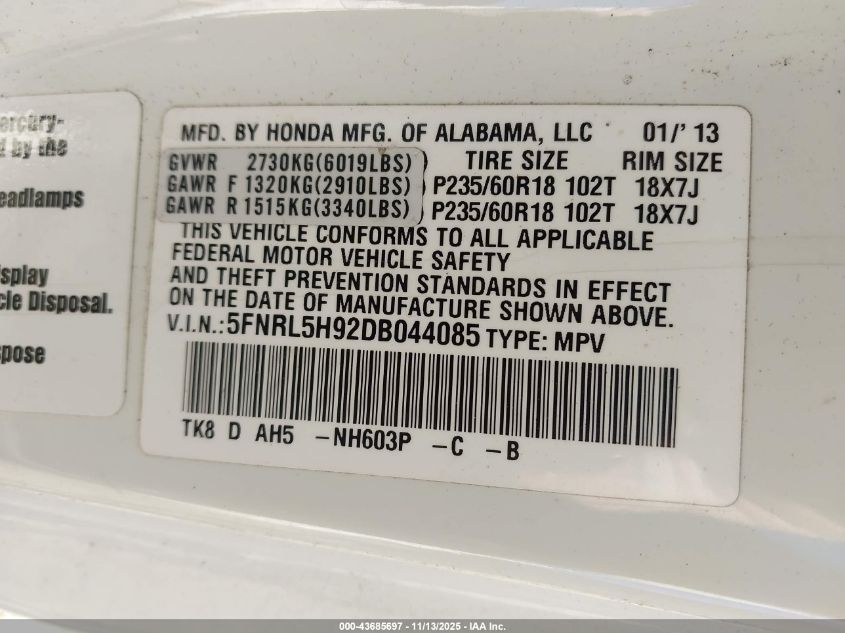 ercury-
d by the
eadlamps
isplay
cle Disposal.
spose
MFD. BY HONDA MFG. OF ALABAMA, LLC 01/'13
GVWR 2730KG(6019LBS) TIRE SIZE RIM SIZE
GAWR F 1320KG(2910LBS) P235/60R18 102T 18X7J
GAWR R 1515KG(3340LBS) P235/60R18 102T 18X7J
THIS VEHICLE CONFORMS TO ALL APPLICABLE
FEDERAL MOTOR VEHICLE SAFETY
AND THEFT PREVENTION STANDARDS IN EFFECT
ON THE DATE OF MANUFACTURE SHOWN ABOVE.
V.I.N.:5FNRL5H92DB044085 TYPE: MPV
TK8 D AH5 -NH603P -C -B
000-43685697 - 11/13/2025 - IAA Inc.